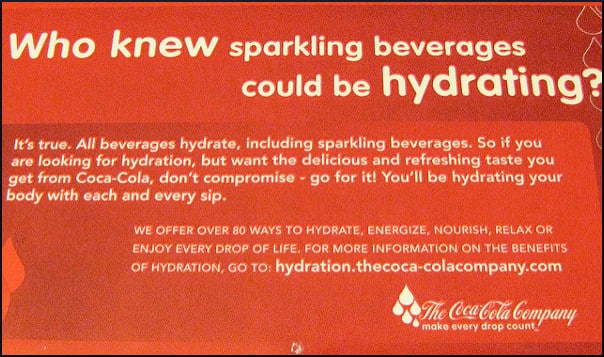 Who knew sparkling beverages
could be hydrating?
It's true. All beverages hydrate, including sparkling beverages. So if you
are looking for hydration, but want the delicious and refreshing taste you
get from Coca-Cola, don't compromise - go for it! You'll be hydrating your
body with each and every sip.
WE OFFER OVER 80 WAYS TO HYDRATE, ENERGIZE, NOURISH, RELAX OR
ENJOY EVERY DROP OF LIFE. FOR MORE INFORMATION ON THE BENEFITS
OF HYDRATION, GO TO: hydration.thecoca-colacompany.com
The Coca-Cola Company
make every drop count